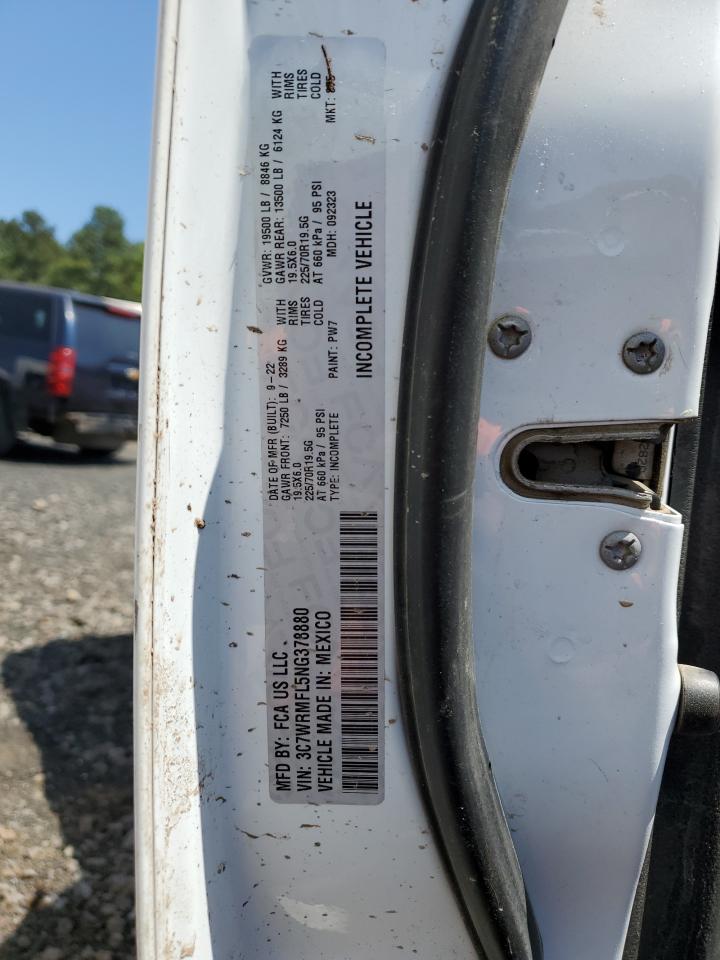 MFD BY: FCA US LLC
DATE OF MFR (BUILT): 9-22
GVWR: 19500 LB / 8846 KG
GAWR FRONT: 7250 LB / 3289 KG WITH
19.5X6.0 RIMS
225/70R19.5G TIRES
AT 660 kPa / 95 PSI COLD
GAWR REAR: 13500 LB / 6124 KG WITH
19.5X6.0 RIMS
225/70R19.5G TIRES
AT 660 kPa / 95 PSI COLD
VIN: 3C7WRMFL5NG378880
TYPE: INCOMPLETE
PAINT: PW7
MDH: 092323
MKT:
VEHICLE MADE IN: MEXICO
INCOMPLETE VEHICLE